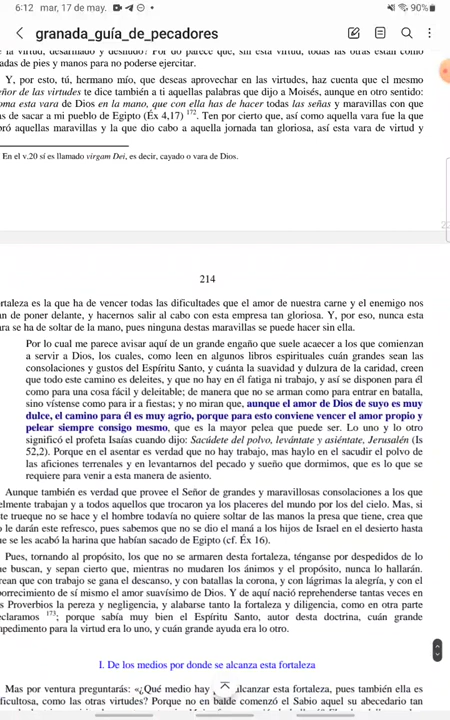 6:12 mar, 17 de may.
90%
granada_guía_de_pecadores
la virtud, desarmado y desnudo? Por do parece que, sin esta virtud, todas las otras están como
adas de pies y manos para no poderse ejercitar.
Y, por esto, tú, hermano mío, que deseas aprovechar en las virtudes, haz cuenta que el mesmo
eñor de las virtudes te dice también a ti aquellas palabras que dijo a Moisés, aunque en otro sentido:
oma esta vara de Dios en la mano, que con ella has de hacer todas las señas y maravillas con que
as de sacar a mi pueblo de Egipto (Éx 4,17) 172. Ten por cierto que, así como aquella vara fue la que
bró aquellas maravillas y la que dio cabo a aquella jornada tan gloriosa, así esta vara de virtud y
En el v.20 sí es llamado virgam Dei, es decir, cayado o vara de Dios.
214
ortaleza es la que ha de vencer todas las dificultades que el amor de nuestra carne y el enemigo nos
an de poner delante, y hacernos salir al cabo con esta empresa tan gloriosa. Y, por eso, nunca esta
ara se ha de soltar de la mano, pues ninguna destas maravillas se puede hacer sin ella.
Por lo cual me parece avisar aquí de un grande engaño que suele acaecer a los que comienzan
a servir a Dios, los cuales, como leen en algunos libros espirituales cuán grandes sean las
consolaciones y gustos del Espíritu Santo, y cuánta la suavidad y dulzura de la caridad, creen
que todo este camino es deleites, y que no hay en él fatiga ni trabajo, y así se disponen para él
como para una cosa fácil y deleitable; de manera que no se arman como para entrar en batalla,
sino vístense como para ir a fiestas; y no miran que, aunque el amor de Dios de suyo es muy
dulce, el camino para él es muy agrio, porque para esto conviene vencer el amor propio y
pelear siempre consigo mesmo, que es la mayor pelea que puede ser. Lo uno y lo otro
significó el profeta Isaías cuando dijo: Sacúdete del polvo, levántate y asiéntate, Jerusalén (Is
52,2). Porque en el asentar es verdad que no hay trabajo, mas haylo en el sacudir el polvo de
las aficiones terrenales y en levantarnos del pecado y sueño que dormimos, que es lo que se
requiere para venir a esta manera de asiento.
Aunque también es verdad que provee el Señor de grandes y maravillosas consolaciones a los que
elmente trabajan y a todos aquellos que trocaron ya los placeres del mundo por los del cielo. Mas, si
te trueque no se hace y el hombre todavía no quiere soltar de las manos la presa que tiene, crea que
o le darán este refresco, pues sabemos que no se dio el maná a los hijos de Israel en el desierto hasta
ue se les acabó la harina que habían sacado de Egipto (cf. Éx 16).
Pues, tornando al propósito, los que no se armaren desta fortaleza, ténganse por despedidos de lo
ue buscan, y sepan cierto que, mientras no mudaren los ánimos y el propósito, nunca lo hallarán.
rean que con trabajo se gana el descanso, y con batallas la corona, y con lágrimas la alegría, y con el
borrecimiento de sí mismo el amor suavísimo de Dios. Y de aquí nació reprehenderse tantas veces en
s Proverbios la pereza y negligencia, y alabarse tanto la fortaleza y diligencia, como en otra parte
eclaramos 173; porque sabía muy bien el Espíritu Santo, autor desta doctrina, cuán grande
mpedimento para la virtud era lo uno, y cuán grande ayuda era lo otro.
I. De los medios por donde se alcanza esta fortaleza
Mas por ventura preguntarás: «¿Qué medio hay alcanzar esta fortaleza, pues también ella es
ficultosa, como las otras virtudes? Porque no en balde comenzó el Sabio aquel su abecedario tan